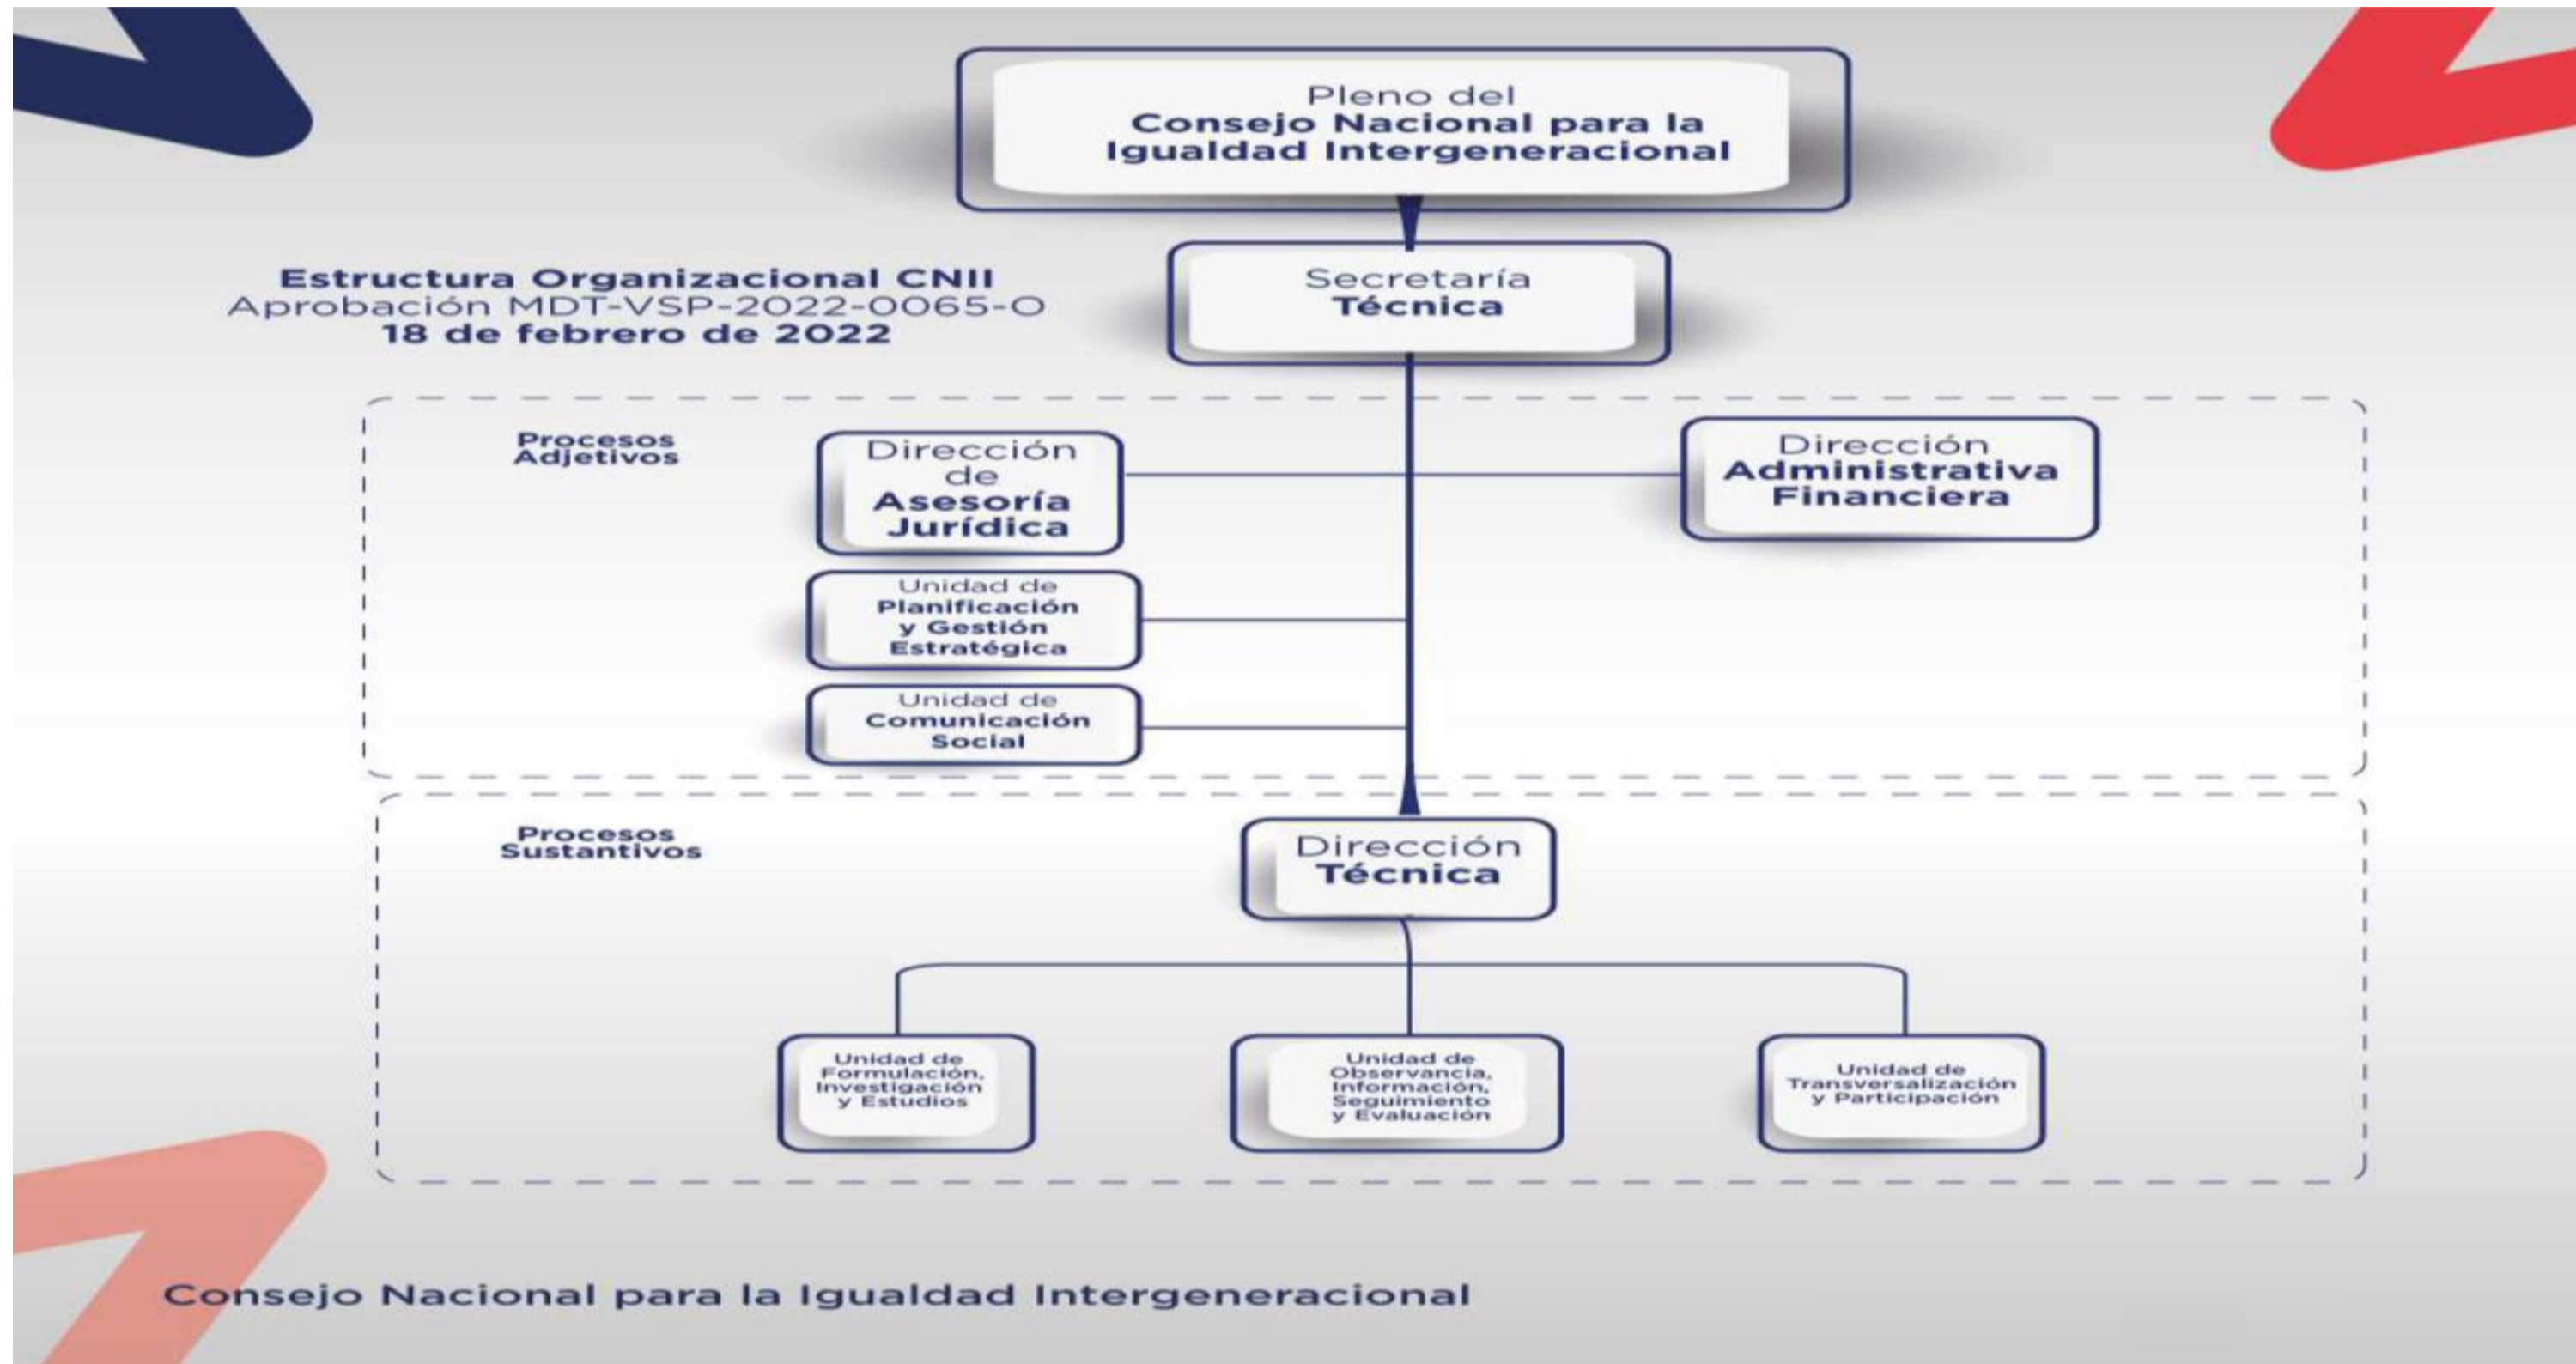 Pleno del
Consejo Nacional para la
Igualdad Intergeneracional
Estructura Organizacional CNII
Aprobación MDT-VSP-2022-0065-O
18 de febrero de 2022
Secretaría
Técnica
Procesos
Adjetivos
Dirección
de
Asesoría
Jurídica
Dirección
Administrativa
Financiera
Unidad de
Planificación
y Gestión
Estratégica
Unidad de
Comunicación
Social
Procesos
Sustantivos
Dirección
Técnica
Unidad de
Formulación,
Investigación
y Estudios
Unidad de
Observancia,
Información,
Seguimiento
y Evaluación
Unidad de
Transversalización
y Participación
Consejo Nacional para la Igualdad Intergeneracional